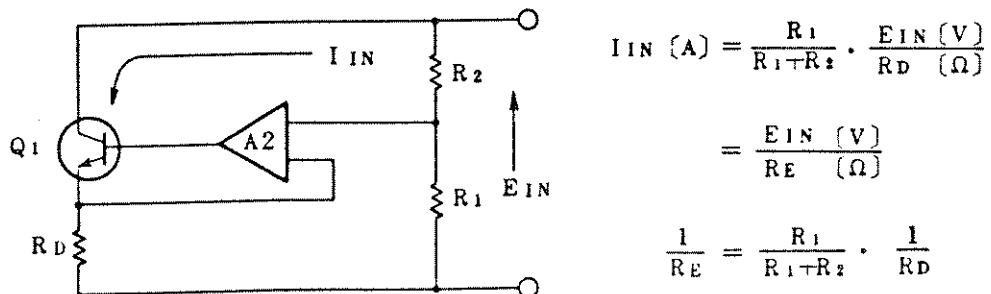 I IN
R2
Q1
A2
E IN
R1
RD
I IN (A) = R1 / R1+R2 · E IN (V) / RD (Ω)
= E IN (V) / RE (Ω)
1 / RE = R1 / R1+R2 · 1 / RD